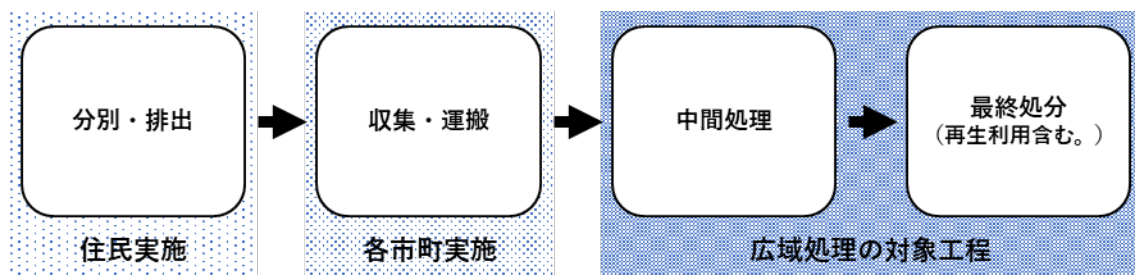 分別・排出
収集・運搬
中間処理
最終処分
（再生利用含む。）
住民実施
各市町実施
広域処理の対象工程